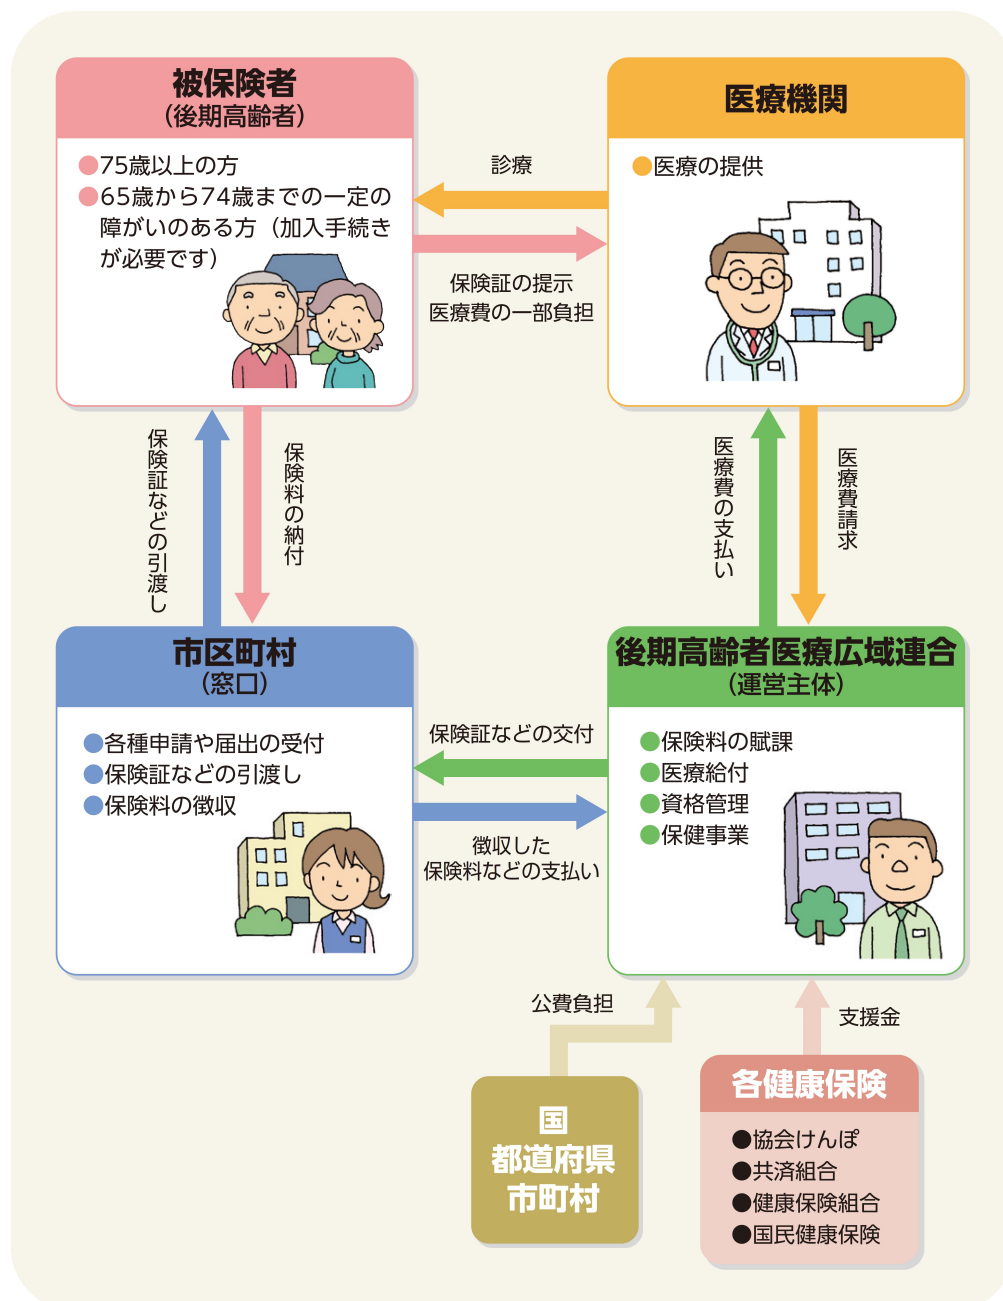 被保険者
（後期高齢者）
●75歳以上の方
●65歳から74歳までの一定の
障がいのある方（加入手続き
が必要です）
診療
保険証の提示
医療費の一部負担
医療機関
●医療の提供
保険証などの引渡し
保険料の納付
医療費の支払い
医療費請求
市区町村
（窓口）
●各種申請や届出の受付
●保険証などの引渡し
●保険料の徴収
保険証などの交付
徴収した
保険料などの支払い
後期高齢者医療広域連合
（運営主体）
●保険料の賦課
●医療給付
●資格管理
●保健事業
公費負担
支援金
国
都道府県
市町村
各健康保険
●協会けんぽ
●共済組合
●健康保険組合
●国民健康保険